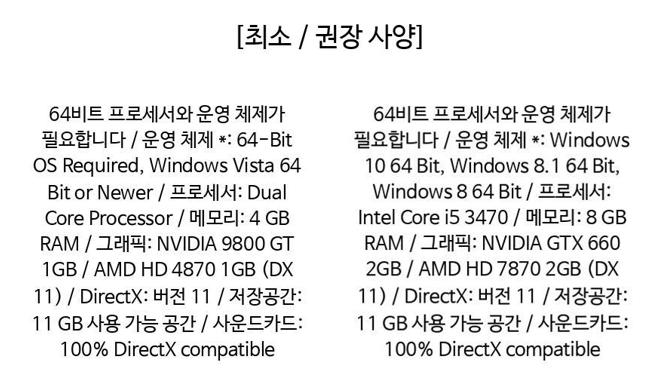 [최소 / 권장 사양]
64비트 프로세서와 운영 체제가
필요합니다 / 운영 체제 *: 64-Bit
OS Required, Windows Vista 64
Bit or Newer / 프로세서: Dual
Core Processor / 메모리: 4 GB
RAM / 그래픽: NVIDIA 9800 GT
1GB / AMD HD 4870 1GB (DX
11) / DirectX: 버전 11 / 저장공간:
11 GB 사용 가능 공간 / 사운드카드:
100% DirectX compatible
64비트 프로세서와 운영 체제가
필요합니다 / 운영 체제 *: Windows
10 64 Bit, Windows 8.1 64 Bit,
Windows 8 64 Bit / 프로세서:
Intel Core i5 3470 / 메모리: 8 GB
RAM / 그래픽: NVIDIA GTX 660
2GB / AMD HD 7870 2GB (DX
11) / DirectX: 버전 11 / 저장공간:
11 GB 사용 가능 공간 / 사운드카드:
100% DirectX compatible